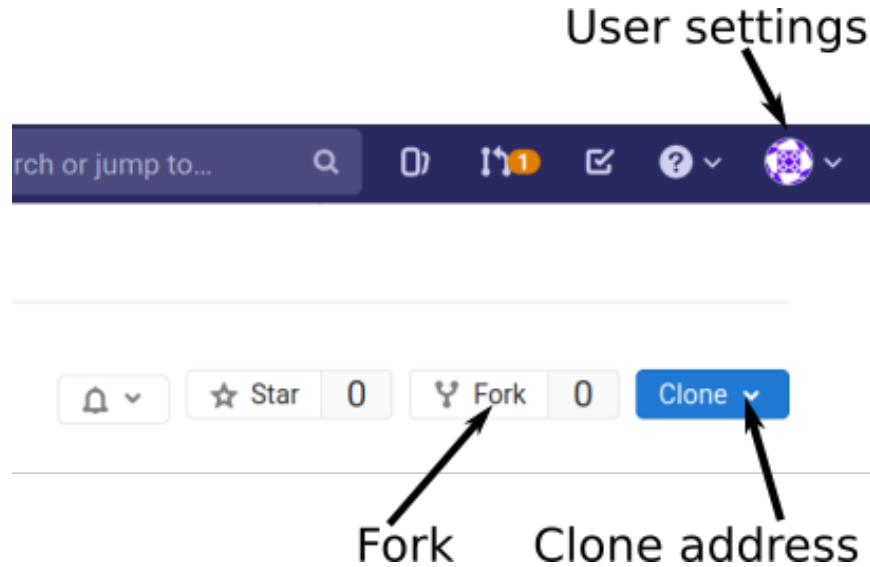 User settings
rch or jump to...
1
?
Star 0
Fork 0
Clone
Fork
Clone address